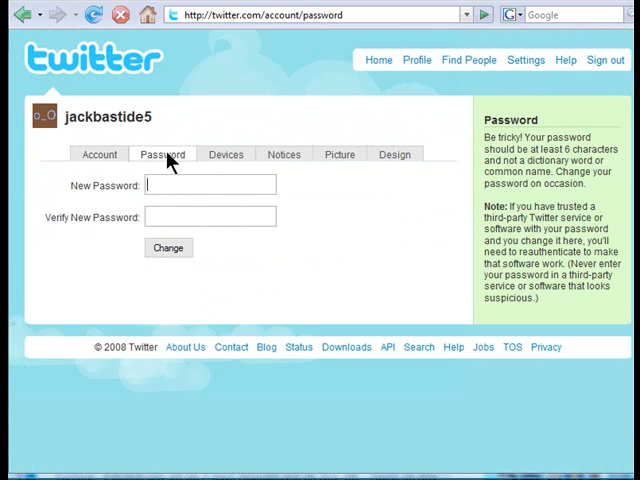 http://twitter.com/account/password
Google
twitter
Home Profile Find People Settings Help Sign out
o_O
jackbastide5
Account Password Devices Notices Picture Design
New Password:
Verify New Password:
Change
Password
Be tricky! Your password
should be at least 6 characters
and not a dictionary word or
common name. Change your
password on occasion.
Note: If you have trusted a
third-party Twitter service or
software with your password
and you change it here, you'll
need to reauthenticate to make
that software work. (Never enter
your password in a third-party
service or software that looks
suspicious.)
© 2008 Twitter About Us Contact Blog Status Downloads API Search Help Jobs TOS Privacy